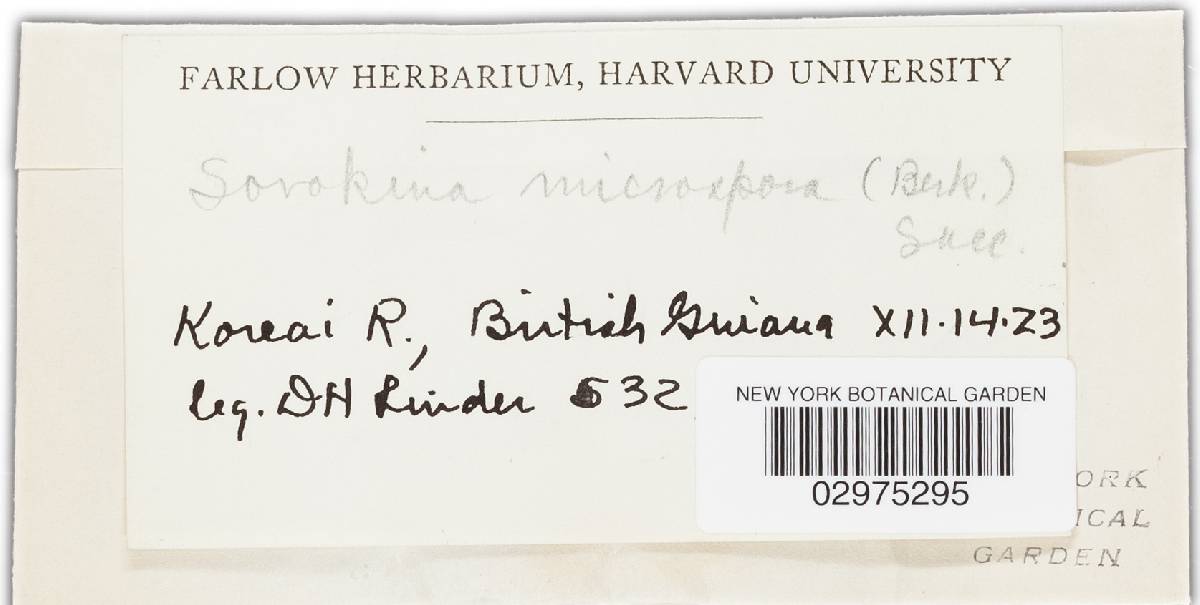 FARLOW HERBARIUM, HARVARD UNIVERSITY
Sorokina microspora (Berk.)
Sacc.
Koreai R., British Guiana XII.14.23
leg. DH Linder 532
NEW YORK BOTANICAL GARDEN
02975295
ORK
ICAL
GARDEN